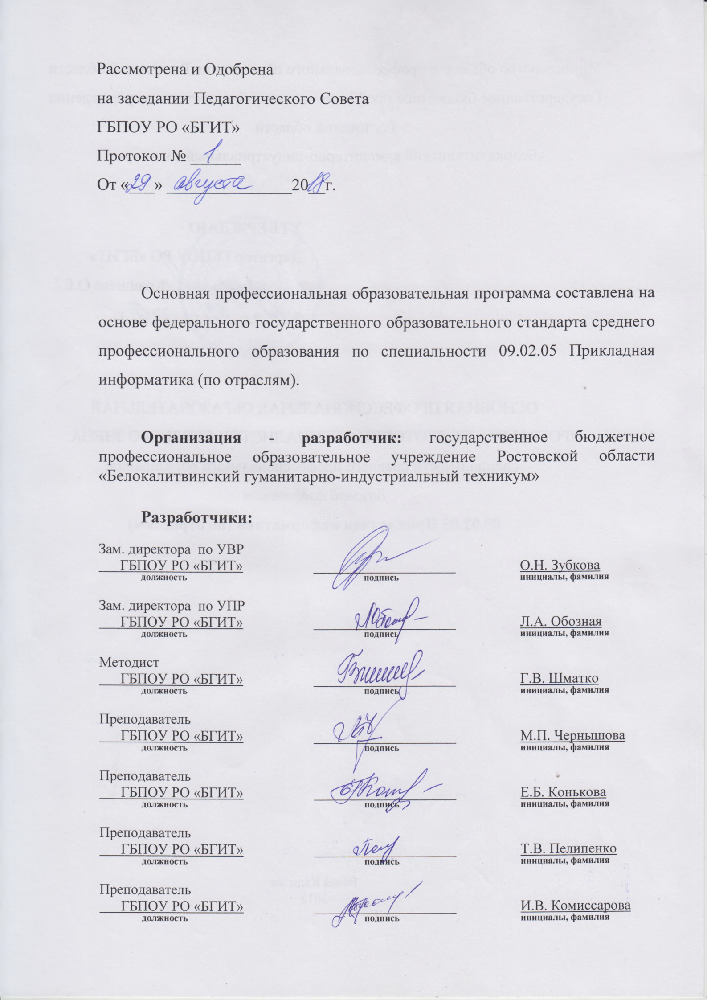 Рассмотрена и Одобрена
на заседании Педагогического Совета
ГБПОУ РО «БГИТ»
Протокол № 1
От «29» августа 2018г.
Основная профессиональная образовательная программа составлена на
основе федерального государственного образовательного стандарта среднего
профессионального образования по специальности 09.02.05 Прикладная
информатика (по отраслям).
Организация - разработчик: государственное бюджетное
профессиональное образовательное учреждение Ростовской области
«Белокалитвинский гуманитарно-индустриальный техникум»
Разработчики:
Зам. директора по УВР
ГБПОУ РО «БГИТ» О.Н. Зубкова
должность подпись инициалы, фамилия
Зам. директора по УПР
ГБПОУ РО «БГИТ» Л.А. Обозная
должность подпись инициалы, фамилия
Методист
ГБПОУ РО «БГИТ» Г.В. Шматко
должность подпись инициалы, фамилия
Преподаватель
ГБПОУ РО «БГИТ» М.П. Чернышова
должность подпись инициалы, фамилия
Преподаватель
ГБПОУ РО «БГИТ» Е.Б. Конькова
должность подпись инициалы, фамилия
Преподаватель
ГБПОУ РО «БГИТ» Т.В. Пелипенко
должность подпись инициалы, фамилия
Преподаватель
ГБПОУ РО «БГИТ» И.В. Комиссарова
должность подпись инициалы, фамилия